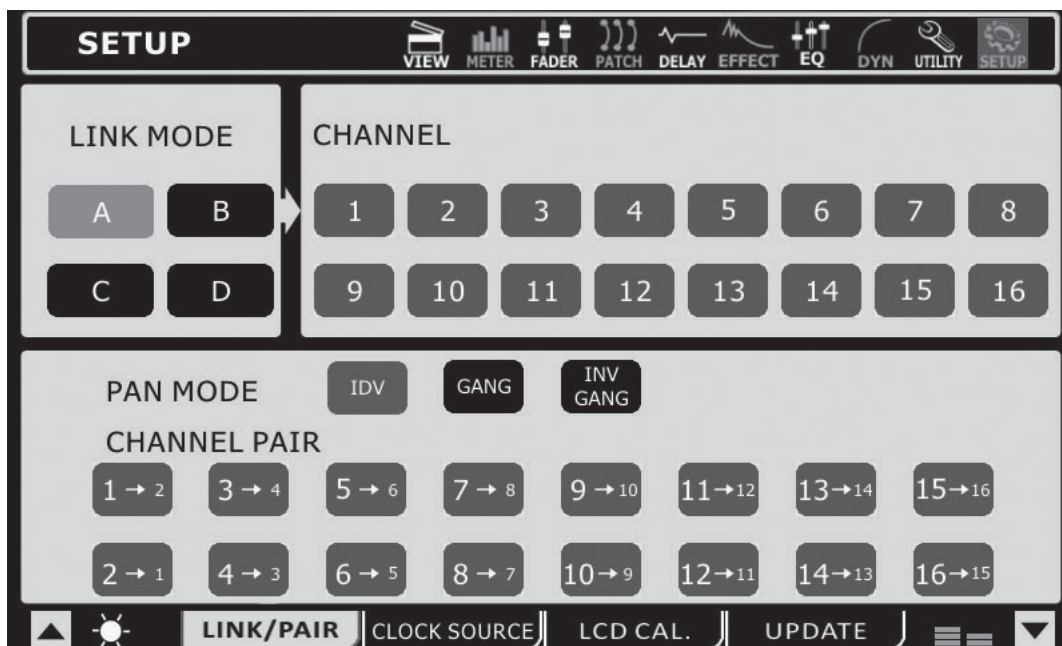 SETUP
VIEW METER FADER PATCH DELAY EFFECT EQ DYN UTILITY SETUP
LINK MODE
A B
C D
CHANNEL
1 2 3 4 5 6 7 8
9 10 11 12 13 14 15 16
PAN MODE IDV GANG INV GANG
CHANNEL PAIR
1→2 3→4 5→6 7→8 9→10 11→12 13→14 15→16
2→1 4→3 6→5 8→7 10→9 12→11 14→13 16→15
LINK/PAIR CLOCK SOURCE LCD CAL. UPDATE